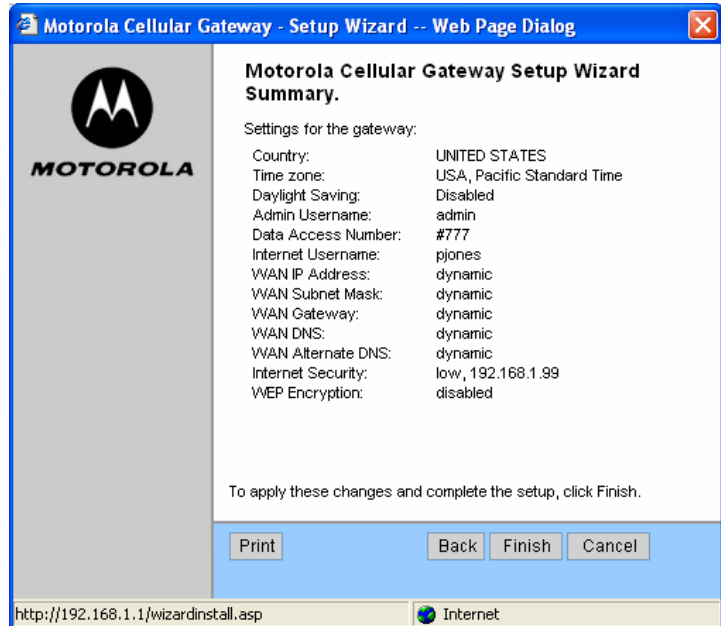 Motorola Cellular Gateway - Setup Wizard -- Web Page Dialog
MOTOROLA
Motorola Cellular Gateway Setup Wizard
Summary.
Settings for the gateway:
Country: UNITED STATES
Time zone: USA, Pacific Standard Time
Daylight Saving: Disabled
Admin Username: admin
Data Access Number: #777
Internet Username: pjones
WAN IP Address: dynamic
WAN Subnet Mask: dynamic
WAN Gateway: dynamic
WAN DNS: dynamic
WAN Alternate DNS: dynamic
Internet Security: low, 192.168.1.99
WEP Encryption: disabled
To apply these changes and complete the setup, click Finish.
Print Back Finish Cancel
http://192.168.1.1/wizardinstall.asp Internet